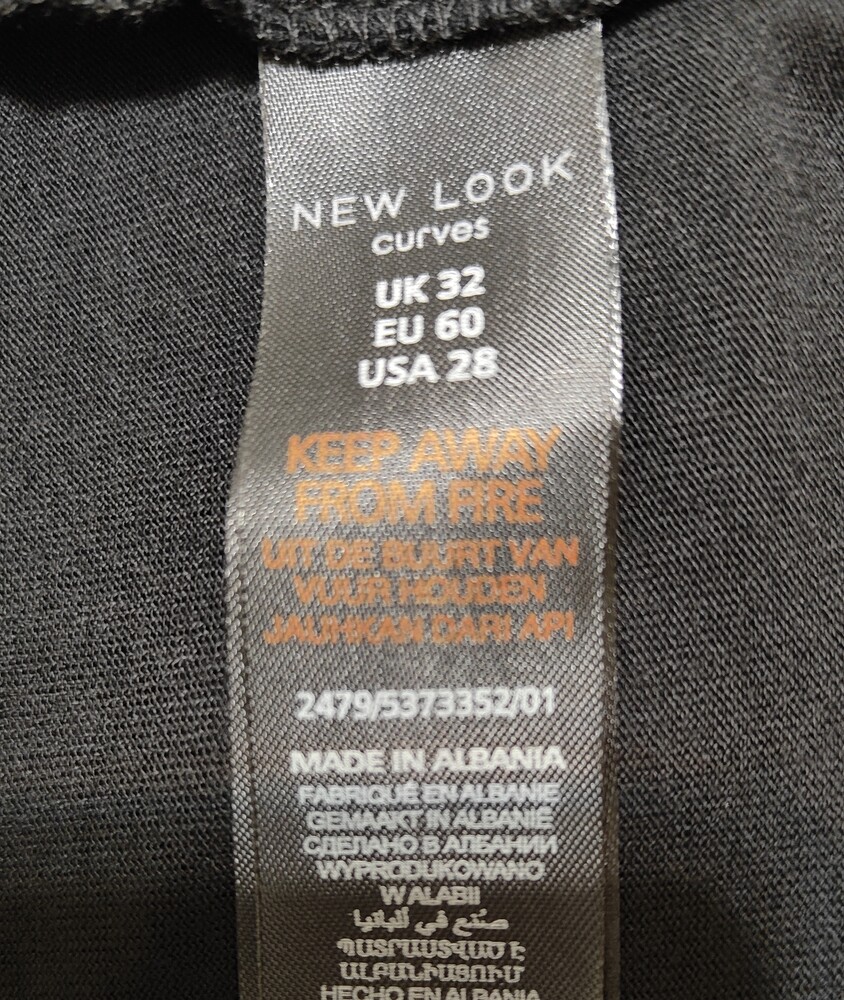 NEW LOOK
curves
UK 32
EU 60
USA 28
KEEP AWAY
FROM FIRE
UIT DE BUURT VAN
VUUR HOUDEN
JAUHKAN DARI API
2479/5373352/01
MADE IN ALBANIA
FABRIQUÉ EN ALBANIE
GEMAAKT IN ALBANIË
СДЕЛАНО В АЛБАНИИ
WYPRODUKOWANO
W ALABII
صنع في ألبانيا
ՊԱՏՐԱՍՏՎԱԾ Է
ԱԼԲԱՆԻԱՅՈՒՄ
HECHO EN ALBANIA